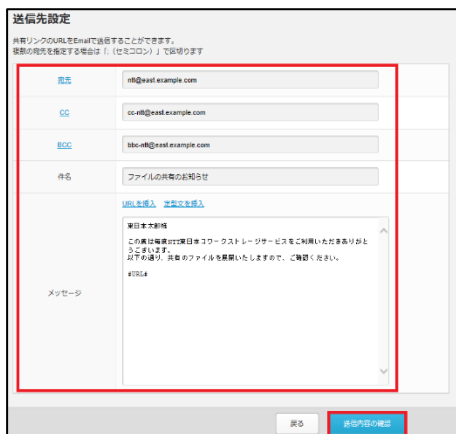 送信先設定
共有リンクのURLをEmailで送信することができます。
複数の宛先を指定する場合は「;（セミコロン）」で区切ります
宛先
ntt@east.example.com
CC
cc-ntt@east.example.com
BCC
bbc-ntt@east.example.com
件名
ファイルの共有のお知らせ
URLを挿入 定型文を挿入
メッセージ
東日本太郎様
この度は毎度NTT東日本コワークストレージサービスをご利用いただきありがと
うございます。
以下の通り、共有のファイルを展開いたしますので、ご確認ください。
#URL#
戻る
送信内容の確認